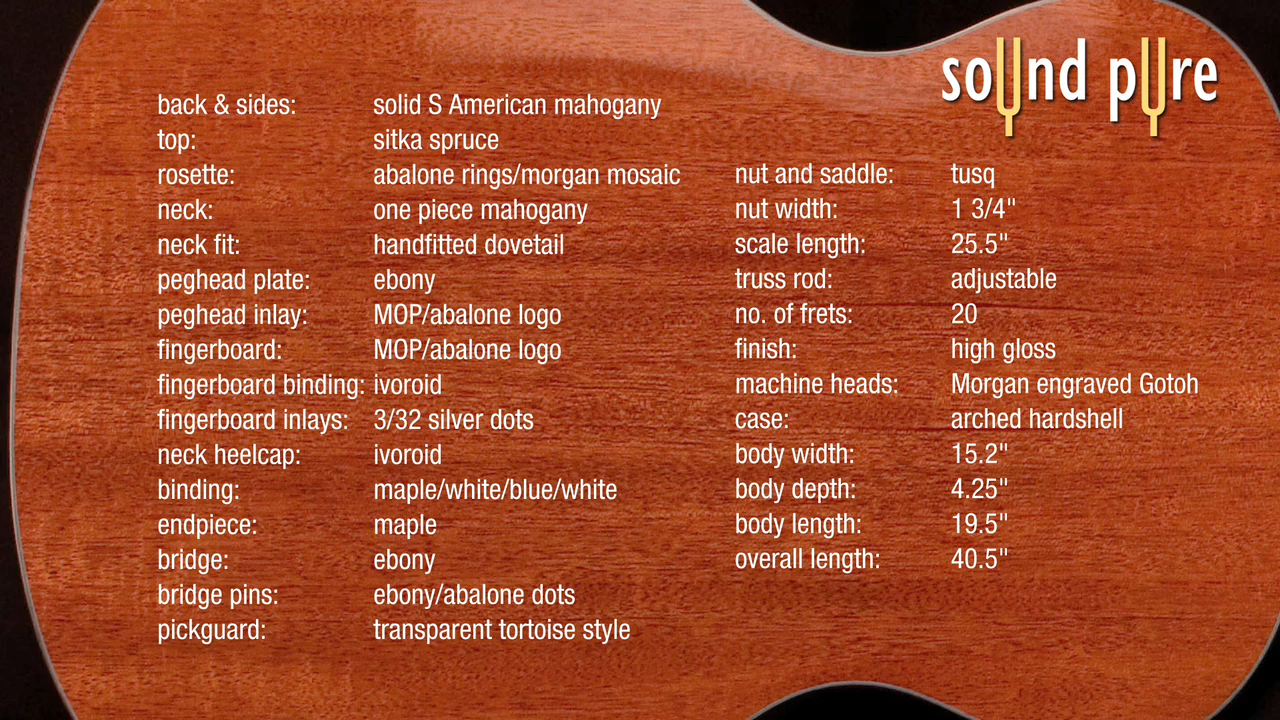 sound pure
back & sides: solid S American mahogany
top: sitka spruce
rosette: abalone rings/morgan mosaic
neck: one piece mahogany
neck fit: handfitted dovetail
peghead plate: ebony
peghead inlay: MOP/abalone logo
fingerboard: MOP/abalone logo
fingerboard binding: ivoroid
fingerboard inlays: 3/32 silver dots
neck heelcap: ivoroid
binding: maple/white/blue/white
endpiece: maple
bridge: ebony
bridge pins: ebony/abalone dots
pickguard: transparent tortoise style
nut and saddle: tusq
nut width: 1 3/4"
scale length: 25.5"
truss rod: adjustable
no. of frets: 20
finish: high gloss
machine heads: Morgan engraved Gotoh
case: arched hardshell
body width: 15.2"
body depth: 4.25"
body length: 19.5"
overall length: 40.5"